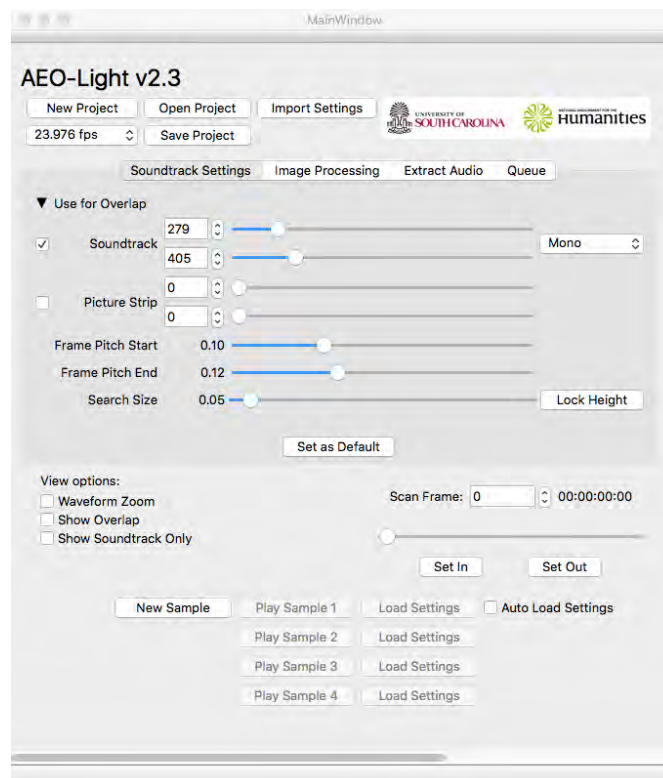 MainWindow
AEO-Light v2.3
New Project Open Project Import Settings
UNIVERSITY OF
SOUTH CAROLINA
NATIONAL ENDOWMENT FOR THE
Humanities
23.976 fps Save Project
Soundtrack Settings Image Processing Extract Audio Queue
▼ Use for Overlap
279
Soundtrack Mono
405
0
Picture Strip
0
Frame Pitch Start 0.10
Frame Pitch End 0.12
Search Size 0.05 Lock Height
Set as Default
View options:
Waveform Zoom Scan Frame: 0 00:00:00:00
Show Overlap
Show Soundtrack Only
Set In Set Out
New Sample Play Sample 1 Load Settings Auto Load Settings
Play Sample 2 Load Settings
Play Sample 3 Load Settings
Play Sample 4 Load Settings